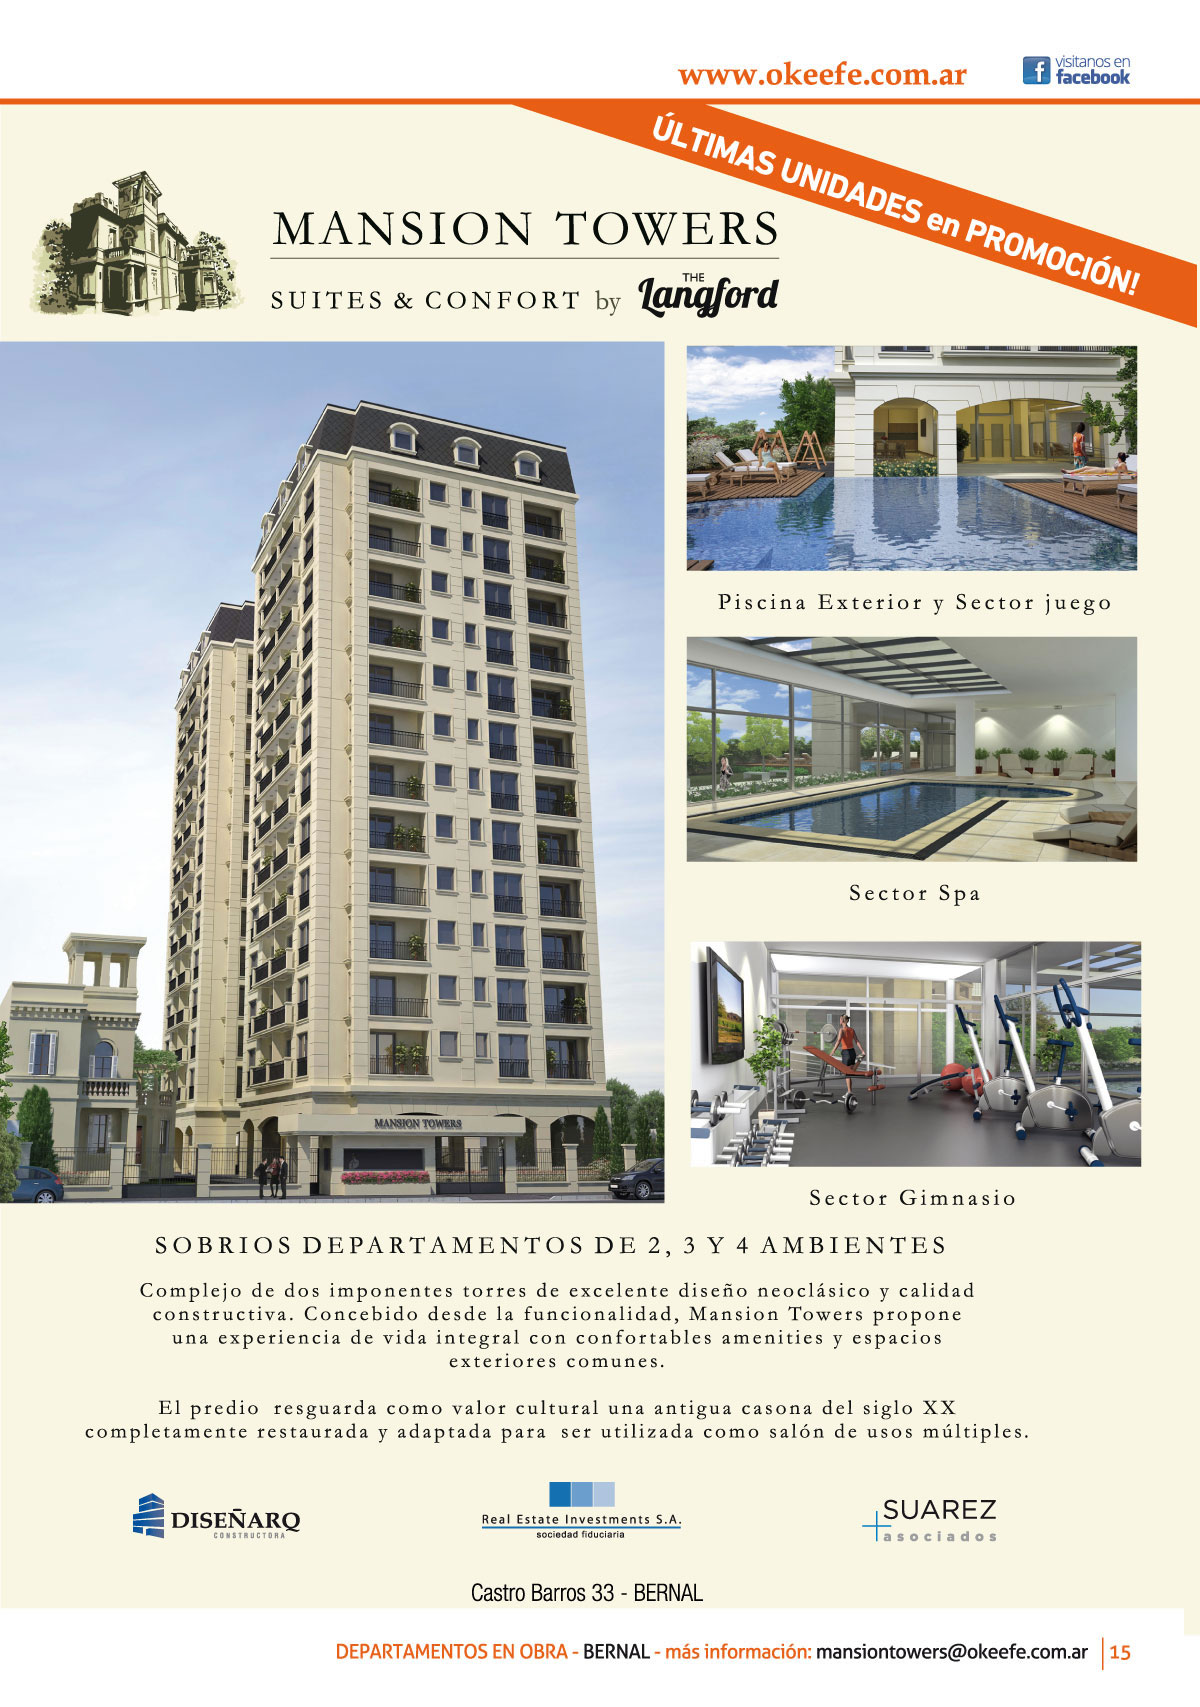 www.okeefe.com.ar
visitanos en
facebook
ÚLTIMAS UNIDADES en PROMOCIÓN!
MANSION TOWERS
SUITES & CONFORT by THE Langford
MANSION TOWERS
Piscina Exterior y Sector juego
Sector Spa
Sector Gimnasio
SOBRIOS DEPARTAMENTOS DE 2, 3 Y 4 AMBIENTES
Complejo de dos imponentes torres de excelente diseño neoclásico y calidad
constructiva. Concebido desde la funcionalidad, Mansion Towers propone
una experiencia de vida integral con confortables amenities y espacios
exteriores comunes.
El predio resguarda como valor cultural una antigua casona del siglo XX
completamente restaurada y adaptada para ser utilizada como salón de usos múltiples.
DISEÑARQ
CONSTRUCTORA
Real Estate Investments S.A.
sociedad fiduciaria
SUAREZ
asociados
Castro Barros 33 - BERNAL
DEPARTAMENTOS EN OBRA - BERNAL - más información: mansiontowers@okeefe.com.ar | 15